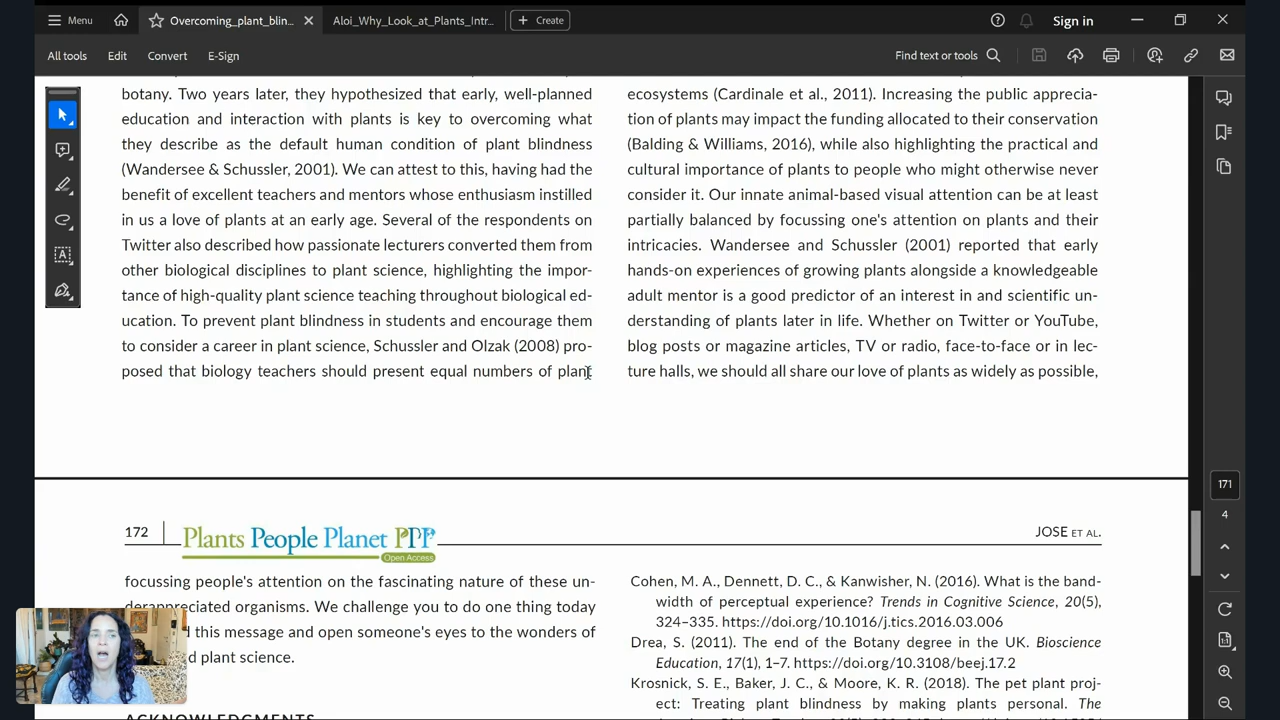 Menu
Overcoming_plant_blin...
Aloi_Why_Look_at_Plants_Intr...
Create
Sign in
All tools
Edit
Convert
E-Sign
Find text or tools
botany. Two years later, they hypothesized that early, well-planned
education and interaction with plants is key to overcoming what
they describe as the default human condition of plant blindness
(Wandersee & Schussler, 2001). We can attest to this, having had the
benefit of excellent teachers and mentors whose enthusiasm instilled
in us a love of plants at an early age. Several of the respondents on
Twitter also described how passionate lecturers converted them from
other biological disciplines to plant science, highlighting the impor-
tance of high-quality plant science teaching throughout biological ed-
ucation. To prevent plant blindness in students and encourage them
to consider a career in plant science, Schussler and Olzak (2008) pro-
posed that biology teachers should present equal numbers of plant
ecosystems (Cardinale et al., 2011). Increasing the public apprecia-
tion of plants may impact the funding allocated to their conservation
(Balding & Williams, 2016), while also highlighting the practical and
cultural importance of plants to people who might otherwise never
consider it. Our innate animal-based visual attention can be at least
partially balanced by focussing one's attention on plants and their
intricacies. Wandersee and Schussler (2001) reported that early
hands-on experiences of growing plants alongside a knowledgeable
adult mentor is a good predictor of an interest in and scientific un-
derstanding of plants later in life. Whether on Twitter or YouTube,
blog posts or magazine articles, TV or radio, face-to-face or in lec-
ture halls, we should all share our love of plants as widely as possible,
171
4
172
Plants People Planet PPP
Open Access
JOSE ET AL.
focussing people's attention on the fascinating nature of these un-
derappreciated organisms. We challenge you to do one thing today
this message and open someone's eyes to the wonders of
plant science.
ACKNOWLEDGMENTS
Cohen, M. A., Dennett, D. C., & Kanwisher, N. (2016). What is the band-
width of perceptual experience? Trends in Cognitive Science, 20(5),
324–335. https://doi.org/10.1016/j.tics.2016.03.006
Drea, S. (2011). The end of the Botany degree in the UK. Bioscience
Education, 17(1), 1–7. https://doi.org/10.3108/beej.17.2
Krosnick, S. E., Baker, J. C., & Moore, K. R. (2018). The pet plant proj-
ect: Treating plant blindness by making plants personal. The